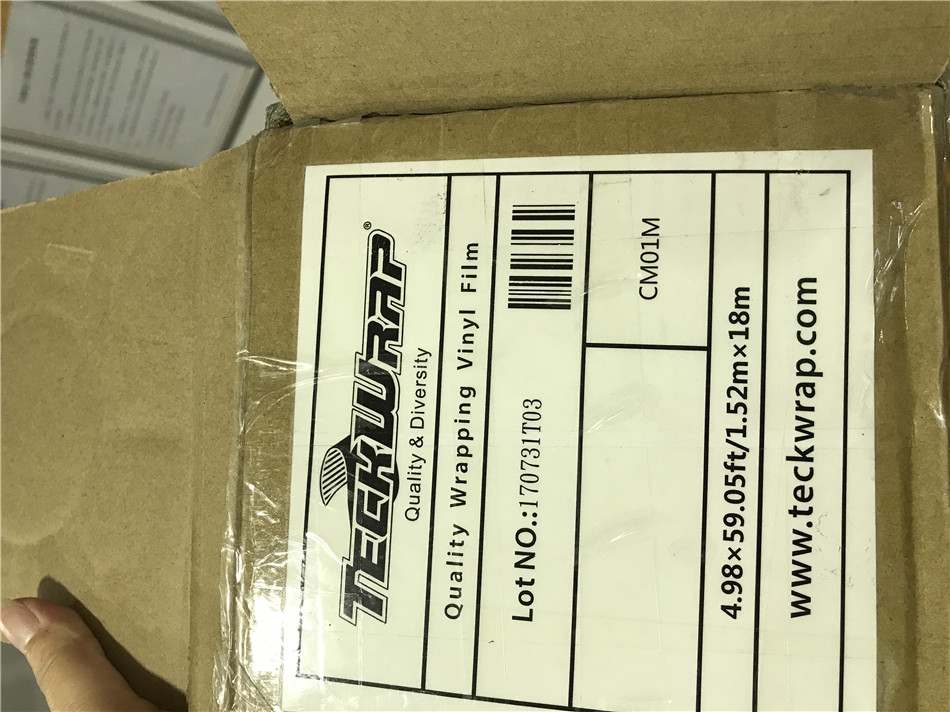 TECKWRAP®
Quality & Diversity
Quality Wrapping Vinyl Film
Lot NO.:170731T03
CM01M
4.98×59.05ft/1.52m×18m
www.teckwrap.com